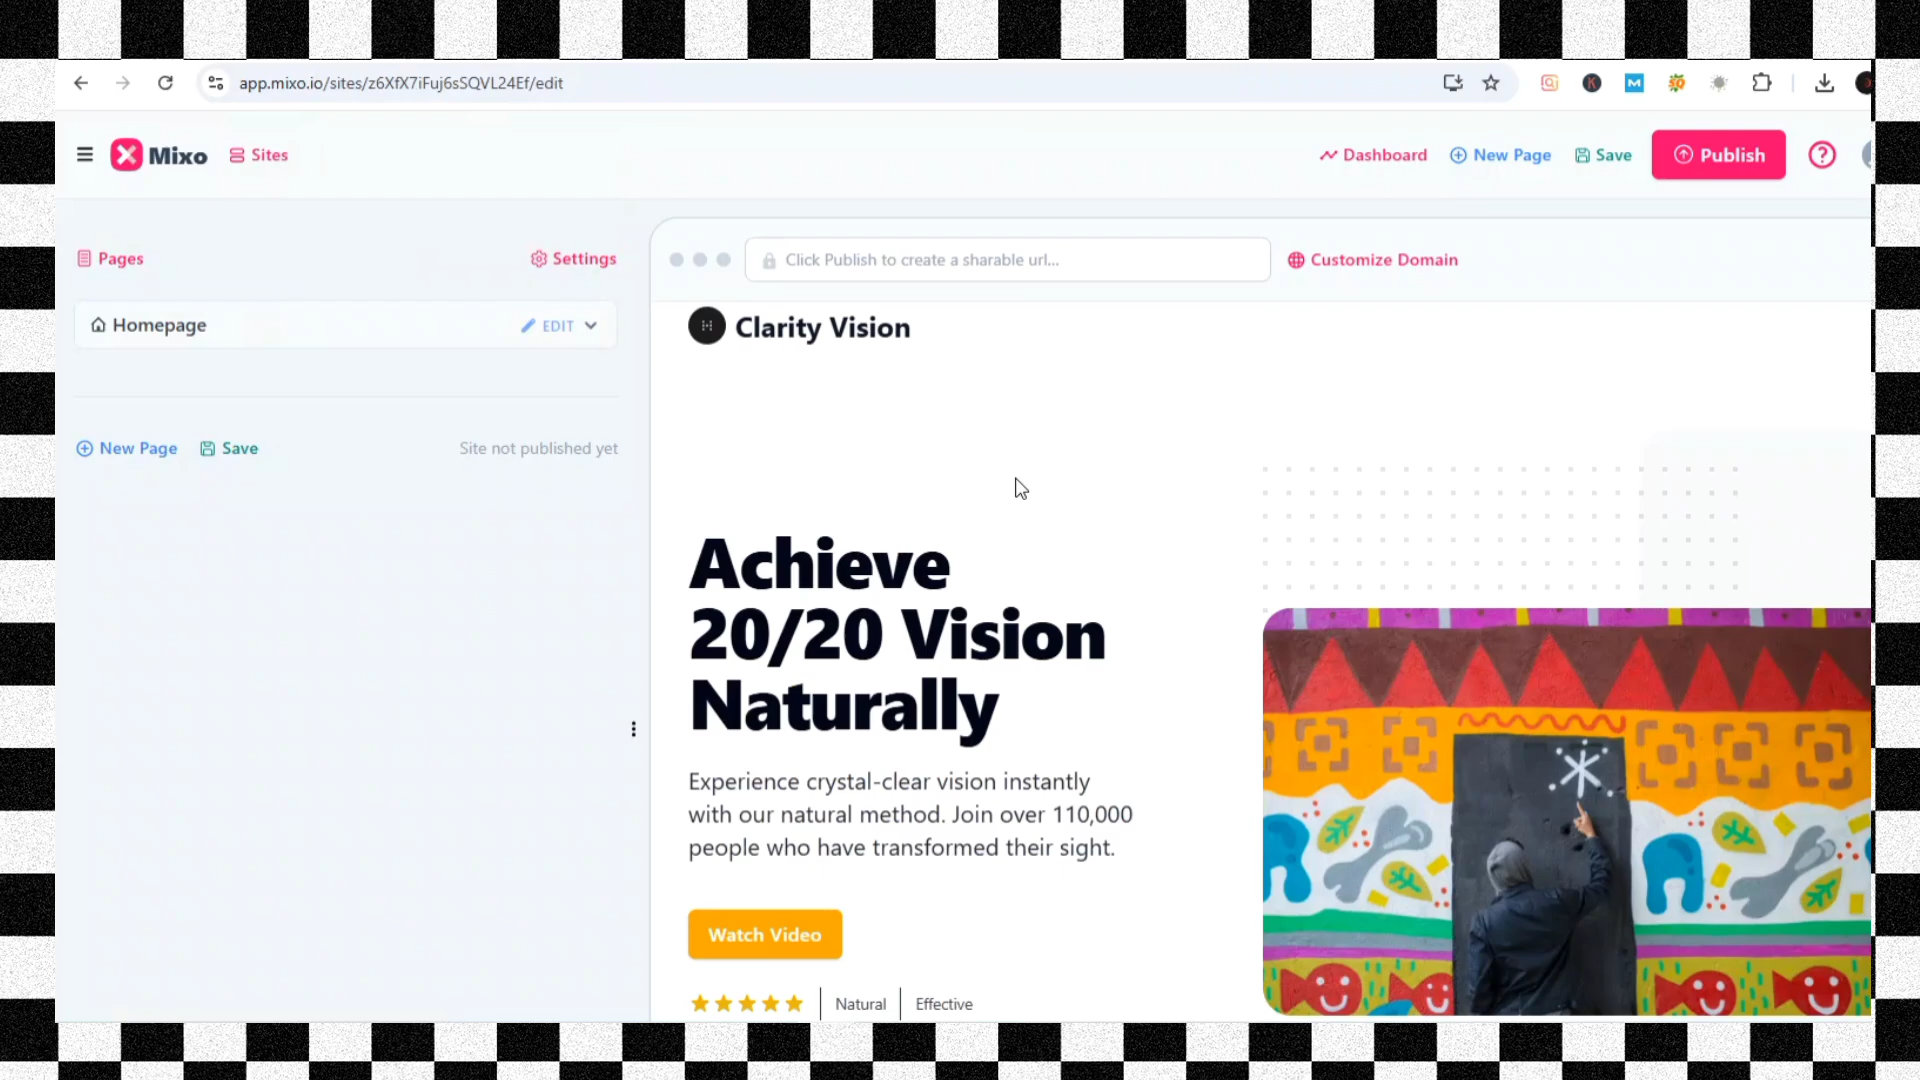 app.mixo.io/sites/z6XfX7iFuj6sSQVL24Ef/edit
Mixo
Sites
Dashboard
New Page
Save
Publish
Pages
Settings
Click Publish to create a sharable url...
Customize Domain
Homepage
EDIT
Clarity Vision
New Page
Save
Site not published yet
Achieve
20/20 Vision
Naturally
Experience crystal-clear vision instantly
with our natural method. Join over 110,000
people who have transformed their sight.
Watch Video
Natural
Effective